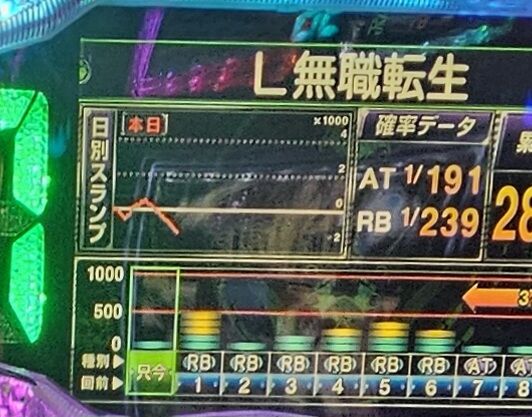 L無職転生
日別スランプ
[本日]
×1000
4
2
0
-2
確率データ
AT 1/191
RB 1/239
28
1000
500
0
種別▶
回前▶
只今
RB RB RB RB RB RB AT AT
1 2 3 4 5 6 7 8